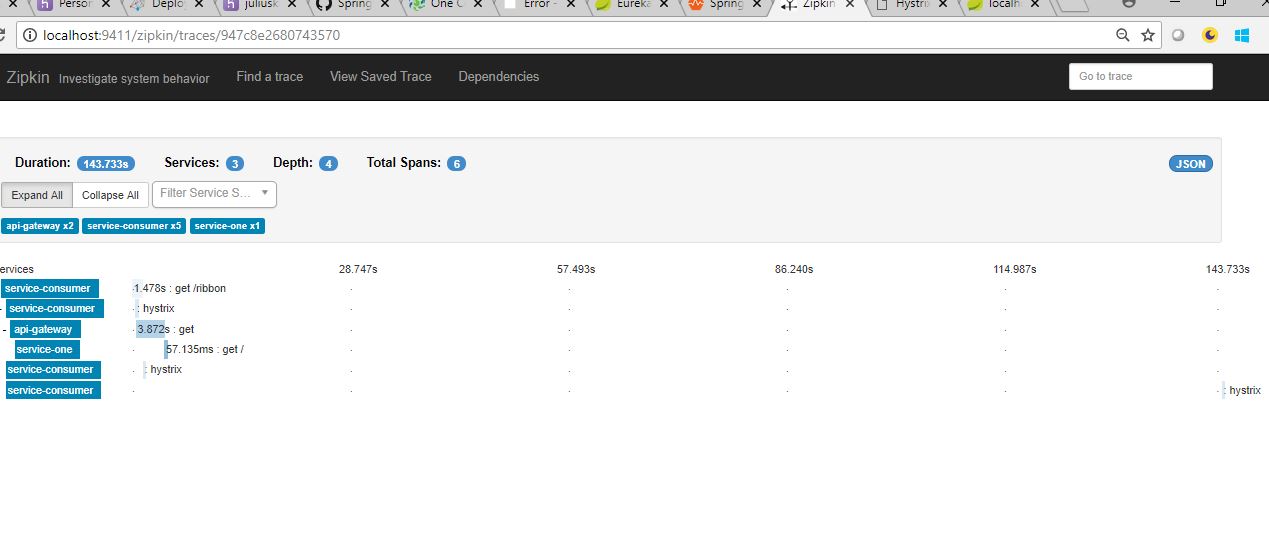 Person Deploy juliusk Spring One C Error - Eureka Spring Zipkin Hystrix localh
localhost:9411/zipkin/traces/947c8e2680743570
Zipkin Investigate system behavior Find a trace View Saved Trace Dependencies Go to trace
Duration: 143.733s Services: 3 Depth: 4 Total Spans: 6 JSON
Expand All Collapse All Filter Service S...
api-gateway x2 service-consumer x5 service-one x1
ervices 28.747s 57.493s 86.240s 114.987s 143.733s
service-consumer 1.478s : get /ribbon
- service-consumer : hystrix
- api-gateway 3.872s : get
service-one 57.135ms : get /
service-consumer : hystrix
service-consumer : hystrix